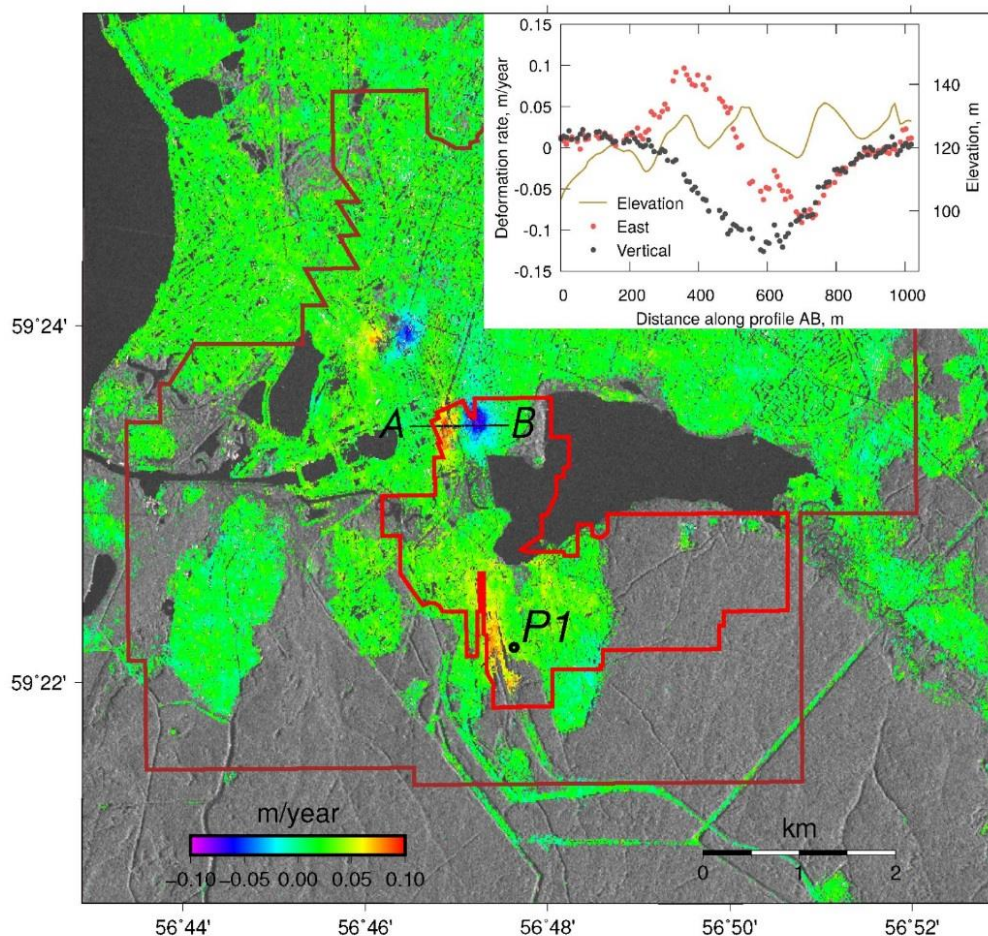 0.15
0.1
0.05
0
-0.05
-0.1
-0.15
Deformation rate, m/year
140
120
100
Elevation, m
Elevation
East
Vertical
0 200 400 600 800 1000
Distance along profile AB, m
59˚24'
59˚22'
A B
P1
m/year
−0.10 −0.05 0.00 0.05 0.10
km
0 1 2
56˚44' 56˚46' 56˚48' 56˚50' 56˚52'